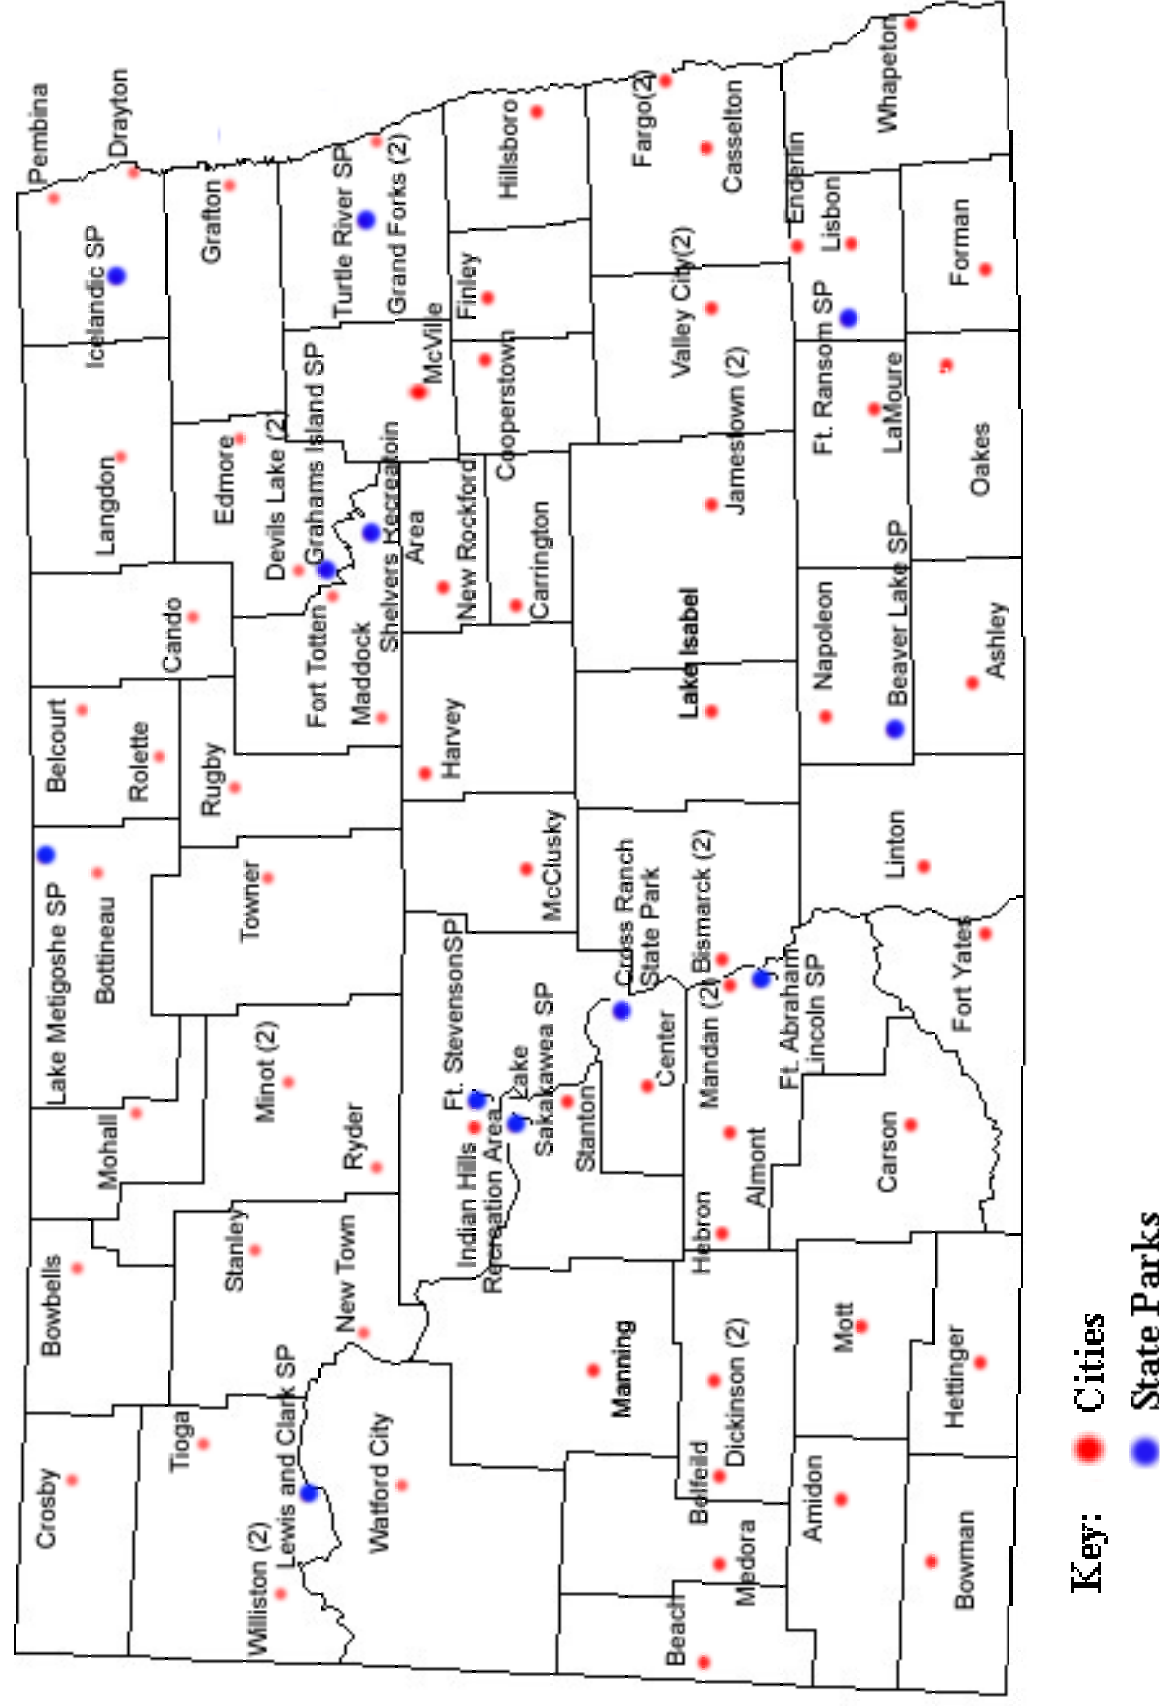 Crosby
Bowbells
Mohall
Lake Metigoshe SP
Bottineau
Belcourt
Rolette
Cando
Langdon
Icelandic SP
Pembina
Drayton
Tioga
Williston (2)
Lewis and Clark SP
Watford City
Stanley
New Town
Minot (2)
Ryder
Towner
Rugby
Edmore
Devils Lake (2)
Grahams Island SP
Fort Totten
Maddock
Shelvers Recreatoin
Area
Grafton
Turtle River SP
Grand Forks (2)
McVille
Indian Hills
Recreation Area
Ft. StevensonSP
Lake
Sakakawea SP
Stanton
Center
McClusky
Harvey
New Rockford
Carrington
Cooperstown
Finley
Hillsboro
Manning
Cross Ranch
State Park
Beach
Medora
Belfeild
Dickinson (2)
Hebron
Almont
Mandan (2)
Bismarck (2)
Ft. Abraham
Lincoln SP
Lake Isabel
Jamestown (2)
Valley City(2)
Fargo(2)
Casselton
Amidon
Mott
Carson
Linton
Napoleon
Beaver Lake SP
LaMoure
Ft. Ransom SP
Lisbon
Enderlin
Whapeton
Bowman
Hettinger
Fort Yates
Ashley
Oakes
Forman
Key:
Cities
State Parks